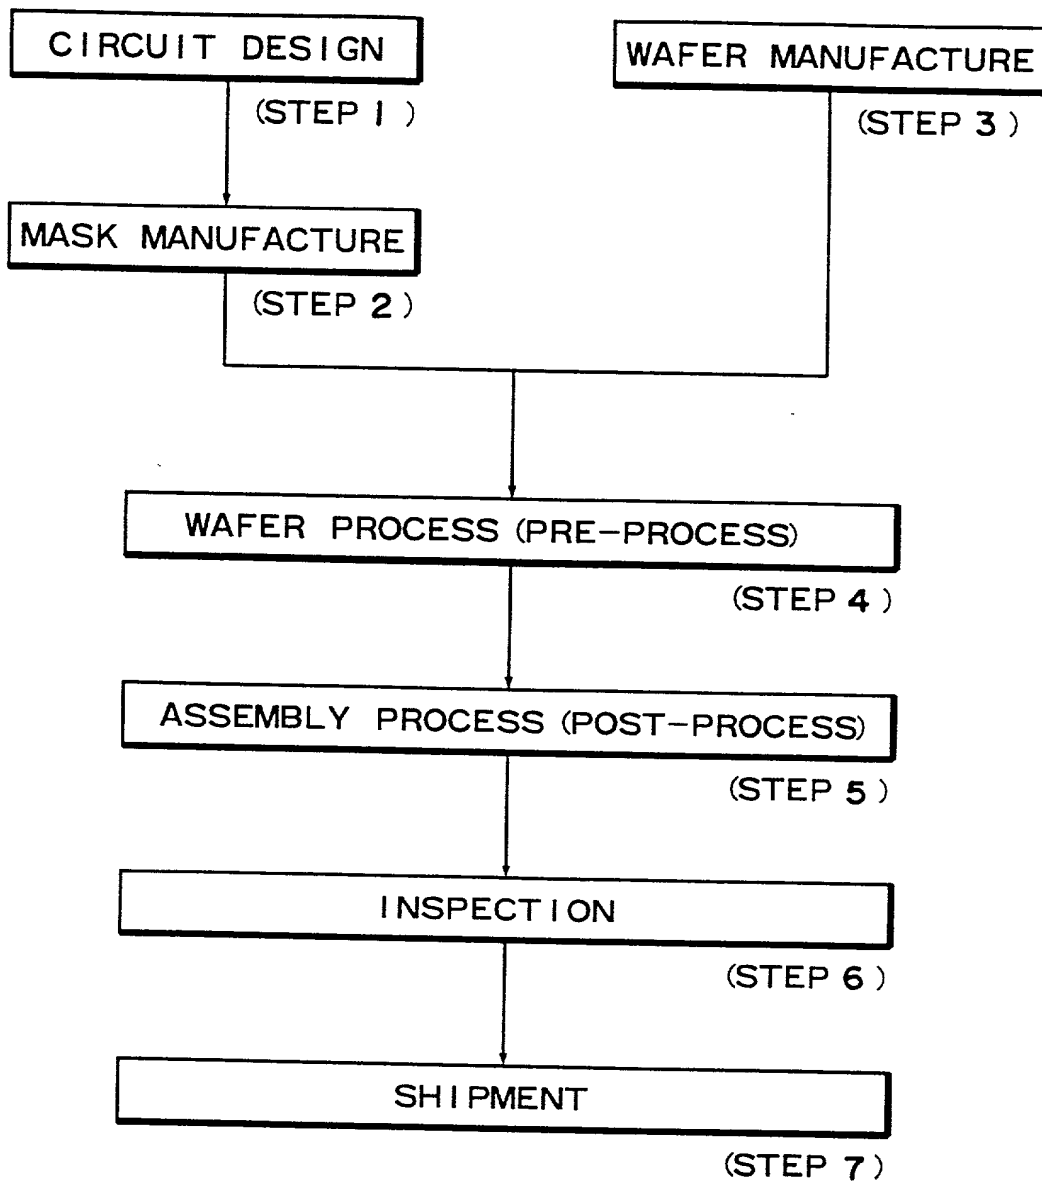 CIRCUIT DESIGN
(STEP 1)
WAFER MANUFACTURE
(STEP 3)
MASK MANUFACTURE
(STEP 2)
WAFER PROCESS (PRE-PROCESS)
(STEP 4)
ASSEMBLY PROCESS (POST-PROCESS)
(STEP 5)
INSPECTION
(STEP 6)
SHIPMENT
(STEP 7)